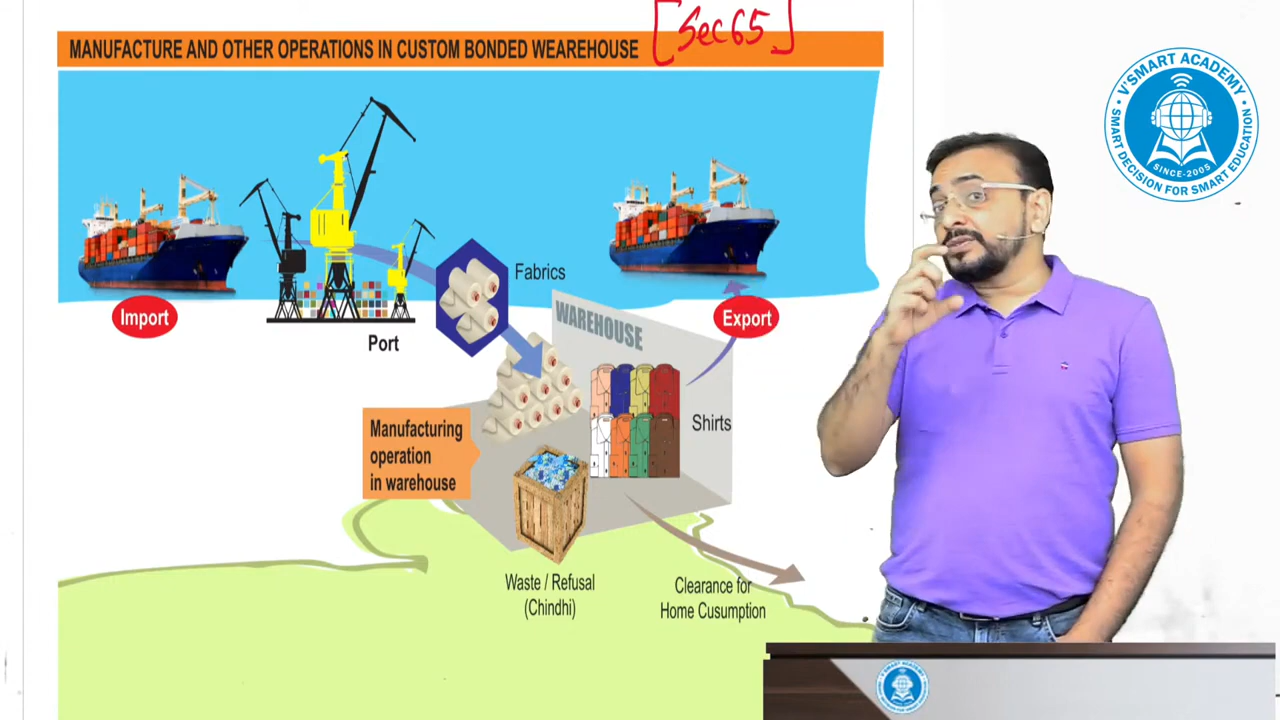 [Sec 65]
MANUFACTURE AND OTHER OPERATIONS IN CUSTOM BONDED WEAREHOUSE
V'SMART ACADEMY
SINCE-2005
SMART DECISION FOR SMART EDUCATION
Fabrics
WAREHOUSE
Import
Export
Port
Shirts
Manufacturing
operation
in warehouse
Waste / Refusal
(Chindhi)
Clearance for
Home Cusumption